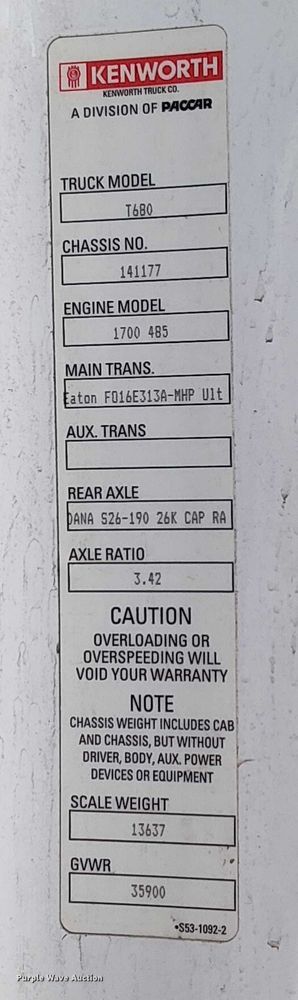 KENWORTH
KENWORTH TRUCK CO.
A DIVISION OF PACCAR
TRUCK MODEL
T680
CHASSIS NO.
141177
ENGINE MODEL
1700 485
MAIN TRANS.
Eaton FO16E313A-MHP Ult
AUX. TRANS
REAR AXLE
DANA S26-190 26K CAP RA
AXLE RATIO
3.42
CAUTION
OVERLOADING OR
OVERSPEEDING WILL
VOID YOUR WARRANTY
NOTE
CHASSIS WEIGHT INCLUDES CAB
AND CHASSIS, BUT WITHOUT
DRIVER, BODY, AUX. POWER
DEVICES OR EQUIPMENT
SCALE WEIGHT
13637
GVWR
35900
•S53-1092-2
Purple Wave Auction